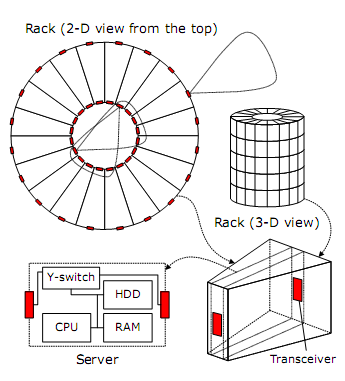 Rack (2-D view from the top)
Rack (3-D view)
Y-switch
HDD
CPU
RAM
Server
Transceiver